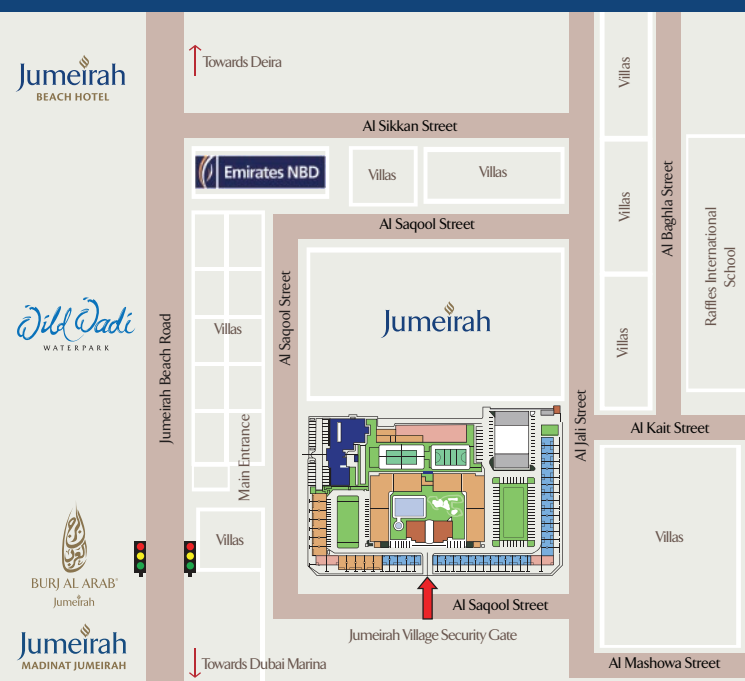 Towards Deira
Jumeirah
BEACH HOTEL
Al Sikkan Street
Villas
Emirates NBD
Villas
Villas
Al Baghla Street
Al Saqool Street
Villas
Raffles International
School
Al Saqool Street
Jumeirah
Wild Wadi
WATERPARK
Villas
Villas
Jumeirah Beach Road
Al Jali Street
Al Kait Street
Main Entrance
Villas
Villas
BURJ AL ARAB
Jumeirah
Al Saqool Street
Jumeirah Village Security Gate
Jumeirah
MADINAT JUMEIRAH
Towards Dubai Marina
Al Mashowa Street